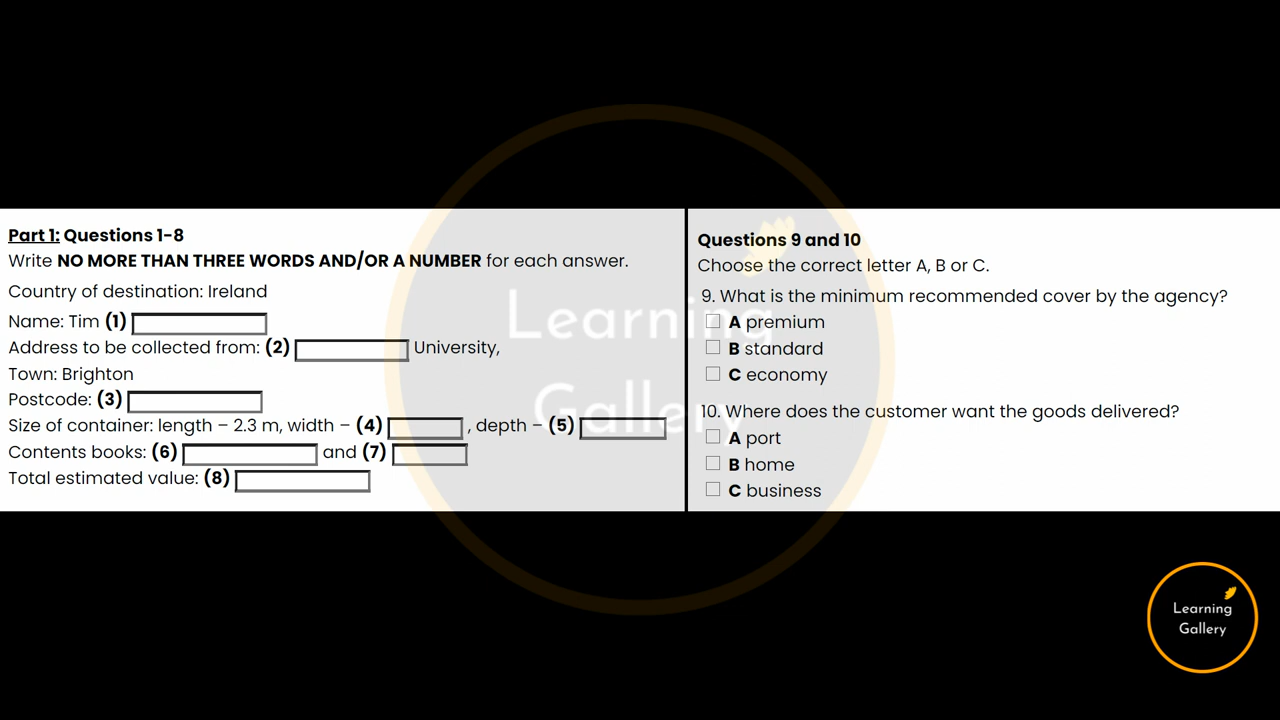 Part 1: Questions 1-8
Write NO MORE THAN THREE WORDS AND/OR A NUMBER for each answer.
Country of destination: Ireland
Name: Tim (1)
Address to be collected from: (2) University,
Town: Brighton
Postcode: (3)
Size of container: length – 2.3 m, width – (4) , depth – (5)
Contents books: (6) and (7)
Total estimated value: (8)
Questions 9 and 10
Choose the correct letter A, B or C.
9. What is the minimum recommended cover by the agency?
A premium
B standard
C economy
10. Where does the customer want the goods delivered?
A port
B home
C business
Learning
Gallery
Learning
Gallery